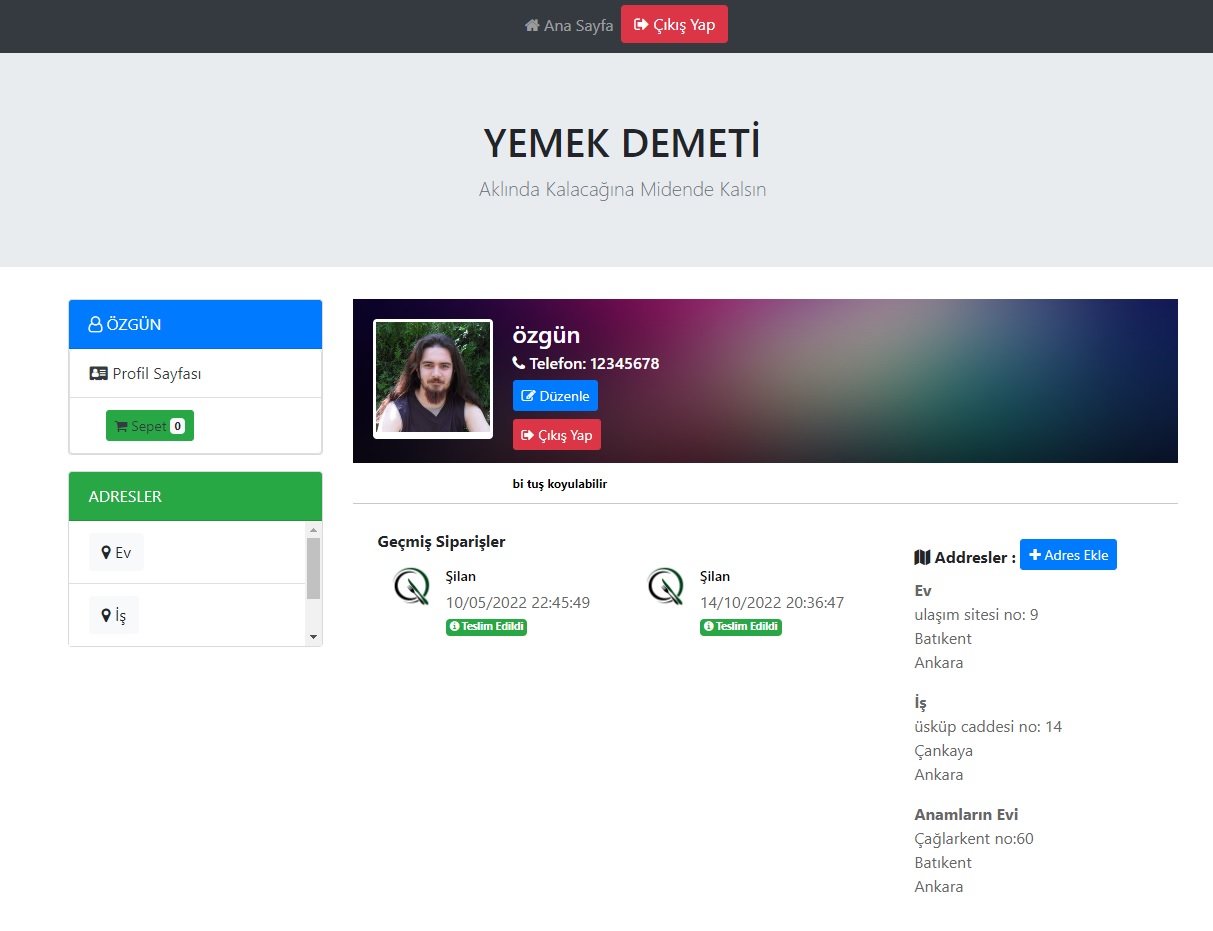 Ana Sayfa
Çıkış Yap
YEMEK DEMETİ
Aklında Kalacağına Midende Kalsın
ÖZGÜN
Profil Sayfası
Sepet 0
ADRESLER
Ev
İş
özgün
Telefon: 12345678
Düzenle
Çıkış Yap
bi tuş koyulabilir
Geçmiş Siparişler
Şilan
10/05/2022 22:45:49
Teslim Edildi
Şilan
14/10/2022 20:36:47
Teslim Edildi
Addresler : Adres Ekle
Ev
ulaşım sitesi no: 9
Batıkent
Ankara
İş
üsküp caddesi no: 14
Çankaya
Ankara
Anamların Evi
Çağlarkent no:60
Batıkent
Ankara